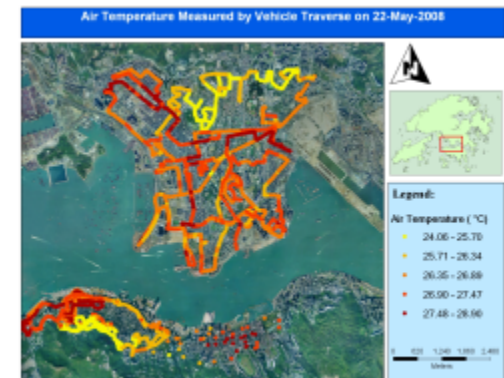 Air Temperature Measured by Vehicle Traverse on 22-May-2008
Legend:
Air Temperature (°C)
24.06 - 25.70
25.71 - 26.34
26.35 - 26.89
26.90 - 27.47
27.48 - 28.90
Meters